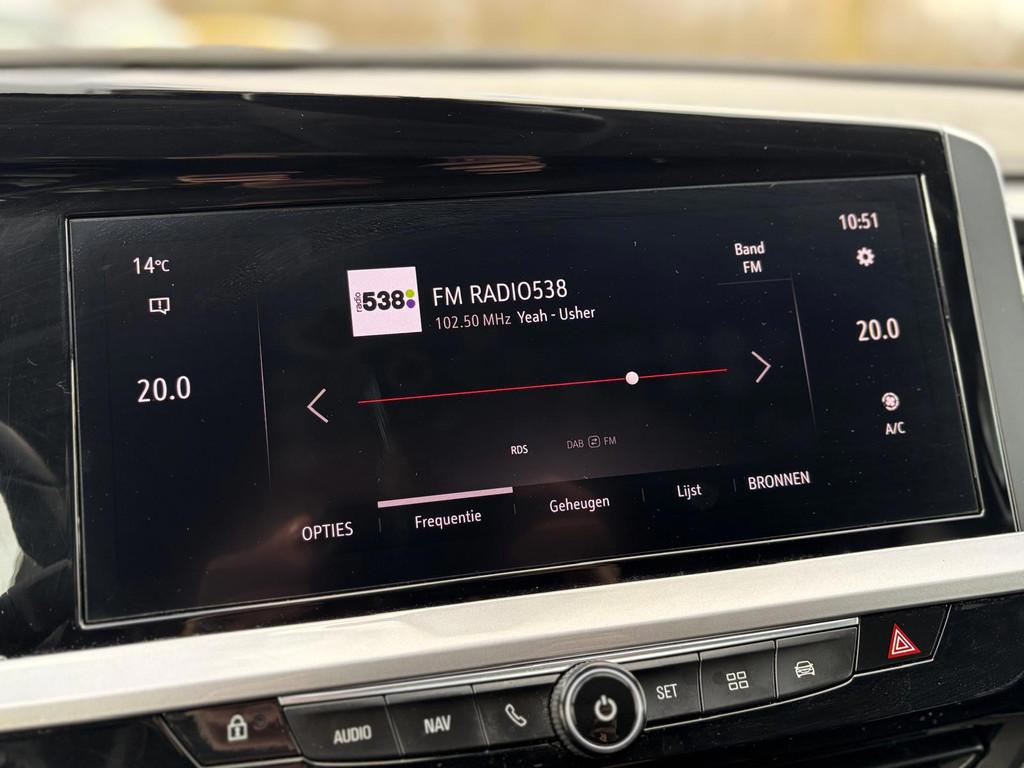 14°C
20.0
radio 538
FM RADIO538
102.50 MHz Yeah - Usher
Band
FM
10:51
20.0
A/C
RDS
DAB FM
OPTIES
Frequentie
Geheugen
Lijst
BRONNEN
AUDIO
NAV
SET